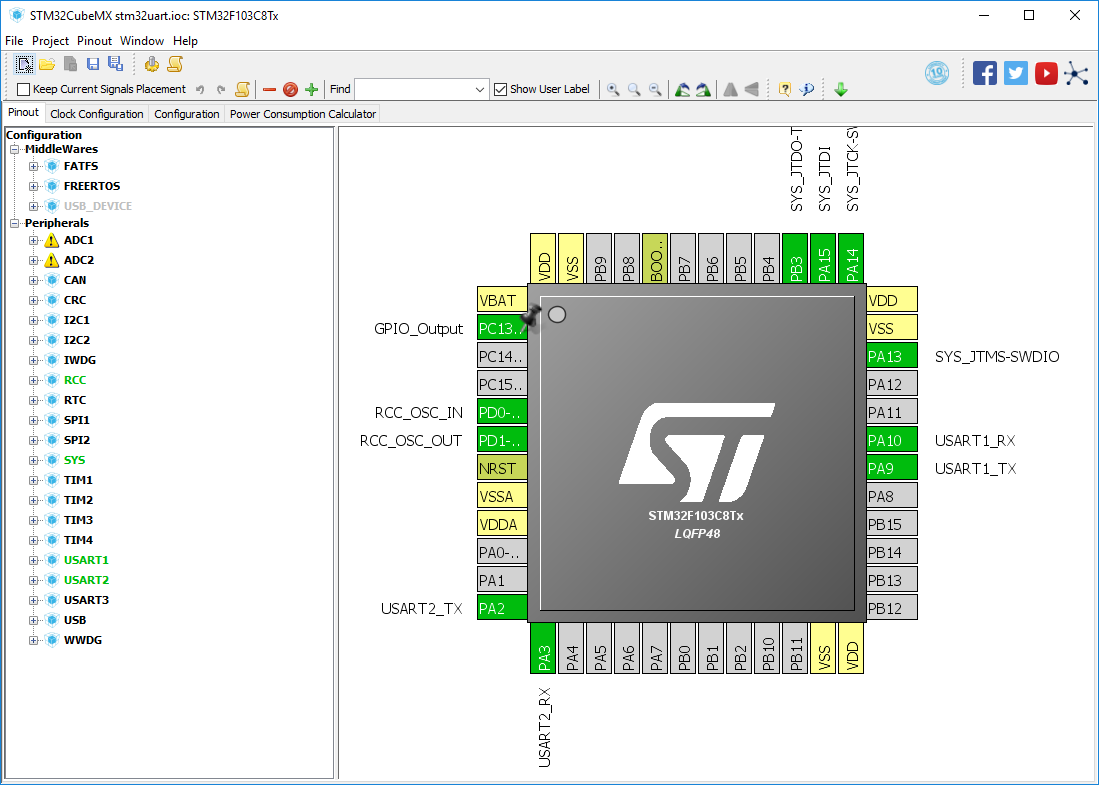 STM32CubeMX stm32uart.ioc: STM32F103C8Tx
File Project Pinout Window Help
19
Keep Current Signals Placement Find Show User Label
Pinout Clock Configuration Configuration Power Consumption Calculator
Configuration
MiddleWares
FATFS
FREERTOS
USB_DEVICE
Peripherals
ADC1
ADC2
CAN
CRC
I2C1
I2C2
IWDG
RCC
RTC
SPI1
SPI2
SYS
TIM1
TIM2
TIM3
TIM4
USART1
USART2
USART3
USB
WWDG
SYS_JTDO-T
SYS_JTDI
SYS_JTCK-SW
VDD
VSS
PB9
PB8
BOO..
PB7
PB6
PB5
PB4
PB3
PA15
PA14
VBAT
GPIO_Output PC13..
PC14..
PC15..
RCC_OSC_IN PD0-..
RCC_OSC_OUT PD1-..
NRST
VSSA
VDDA
PA0-..
PA1
USART2_TX PA2
ST
STM32F103C8Tx
LQFP48
VDD
VSS
PA13 SYS_JTMS-SWDIO
PA12
PA11
PA10 USART1_RX
PA9 USART1_TX
PA8
PB15
PB14
PB13
PB12
PA3
PA4
PA5
PA6
PA7
PB0
PB1
PB2
PB10
PB11
VSS
VDD
USART2_RX